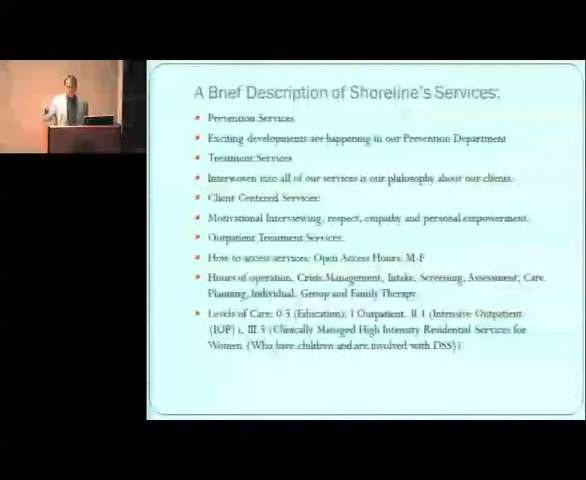 A Brief Description of Shoreline's Services:
Prevention Services
Exciting developments are happening in our Prevention Department
Treatment Services
Interwoven into all of our services is our philosophy about our clients.
Client Centered Services:
Motivational Interviewing, respect, empathy and personal empowerment.
Outpatient Treatment Services:
How to access services: Open Access Hours. M-F
Hours of operation, Crisis Management, Intake, Screening, Assessment, Care
Planning, Individual, Group and Family Therapy.
Levels of Care: 0.5 (Education), I Outpatient, II.1 (Intensive Outpatient
(IOP)), III.5 (Clinically Managed High Intensity Residential Services for
Women {Who have children and are involved with DSS})